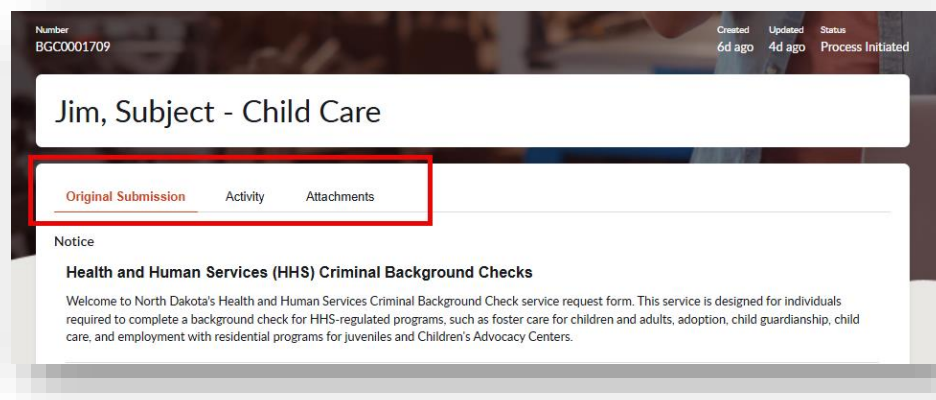 Number
BGC0001709
Created Updated Status
6d ago 4d ago Process Initiated
Jim, Subject - Child Care
Original Submission Activity Attachments
Notice
Health and Human Services (HHS) Criminal Background Checks
Welcome to North Dakota's Health and Human Services Criminal Background Check service request form. This service is designed for individuals
required to complete a background check for HHS-regulated programs, such as foster care for children and adults, adoption, child guardianship, child
care, and employment with residential programs for juveniles and Children's Advocacy Centers.